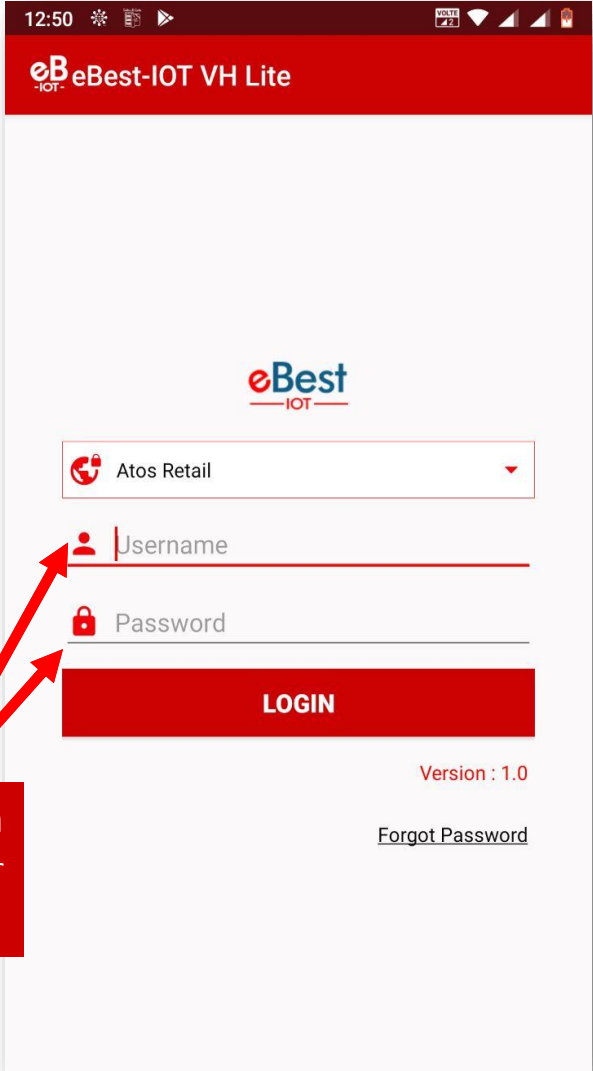 12:50
VOLTE 2
eB -IOT- eBest-IOT VH Lite
eBest
IOT
Atos Retail
Username
Password
LOGIN
Version : 1.0
Forgot Password